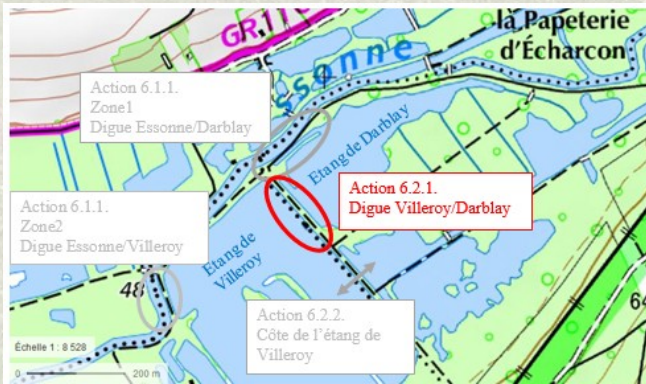 la Papeterie
d'Écharcon
GR11
ssonne
Action 6.1.1.
Zone1
Digue Essonne/Darblay
Etang de Darblay
Action 6.2.1.
Digue Villeroy/Darblay
Action 6.1.1.
Zone2
Digue Essonne/Villeroy
Etang de
Villeroy
48
Action 6.2.2.
Côte de l'étang de
Villeroy
64
Échelle 1 : 8 528
0
200 m